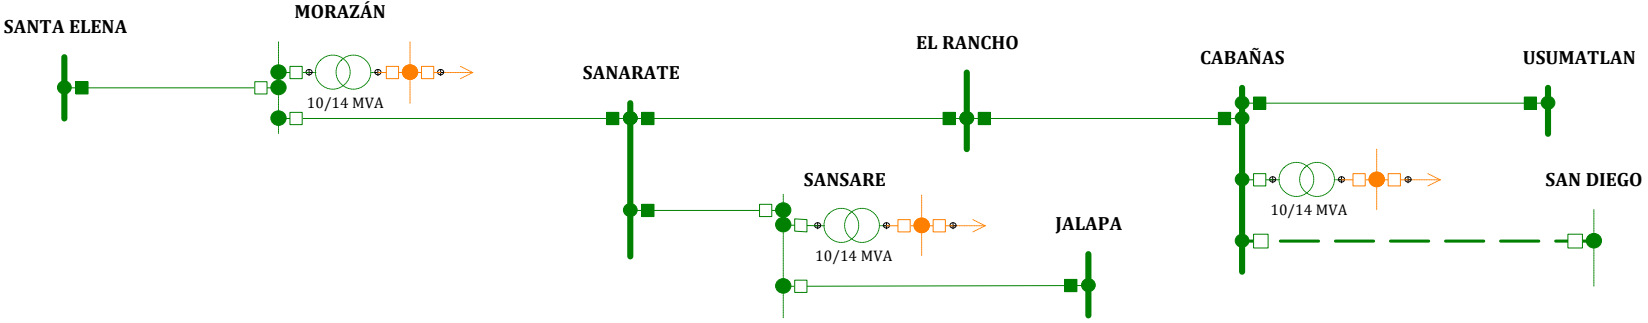 MORAZÁN
SANTA ELENA
EL RANCHO
CABAÑAS
USUMATLAN
SANARATE
10/14 MVA
SANSARE
SAN DIEGO
10/14 MVA
JALAPA
10/14 MVA